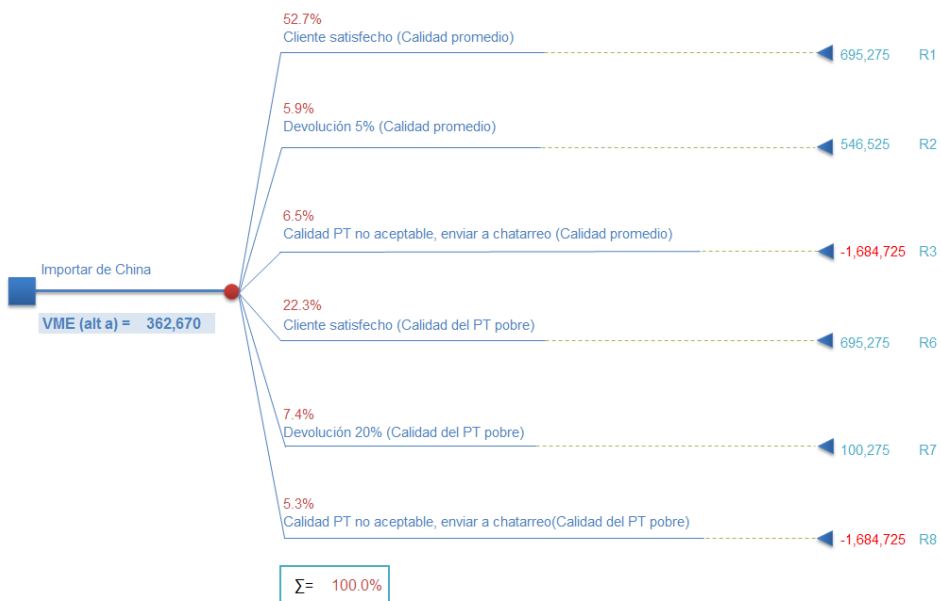 52.7%
Cliente satisfecho (Calidad promedio)
695,275 R1
5.9%
Devolución 5% (Calidad promedio)
546,525 R2
6.5%
Calidad PT no aceptable, enviar a chatarreo (Calidad promedio)
-1,684,725 R3
Importar de China
VME (alt a) = 362,670
22.3%
Cliente satisfecho (Calidad del PT pobre)
695,275 R6
7.4%
Devolución 20% (Calidad del PT pobre)
100,275 R7
5.3%
Calidad PT no aceptable, enviar a chatarreo(Calidad del PT pobre)
-1,684,725 R8
∑= 100.0%